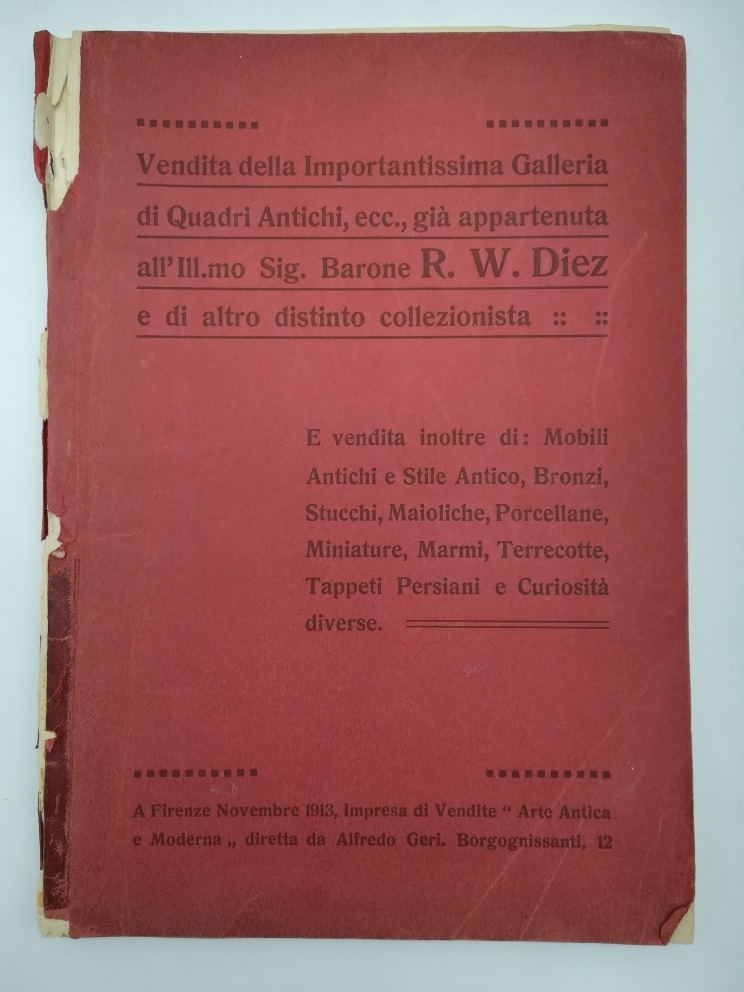 Vendita della Importantissima Galleria
di Quadri Antichi, ecc., già appartenuta
all'Ill.mo Sig. Barone R. W. Diez
e di altro distinto collezionista :: ::
E vendita inoltre di: Mobili
Antichi e Stile Antico, Bronzi,
Stucchi, Maioliche, Porcellane,
Miniature, Marmi, Terrecotte,
Tappeti Persiani e Curiosità
diverse.
A Firenze Novembre 1913, Impresa di Vendite “ Arte Antica
e Moderna „ diretta da Alfredo Geri. Borgognissanti, 12